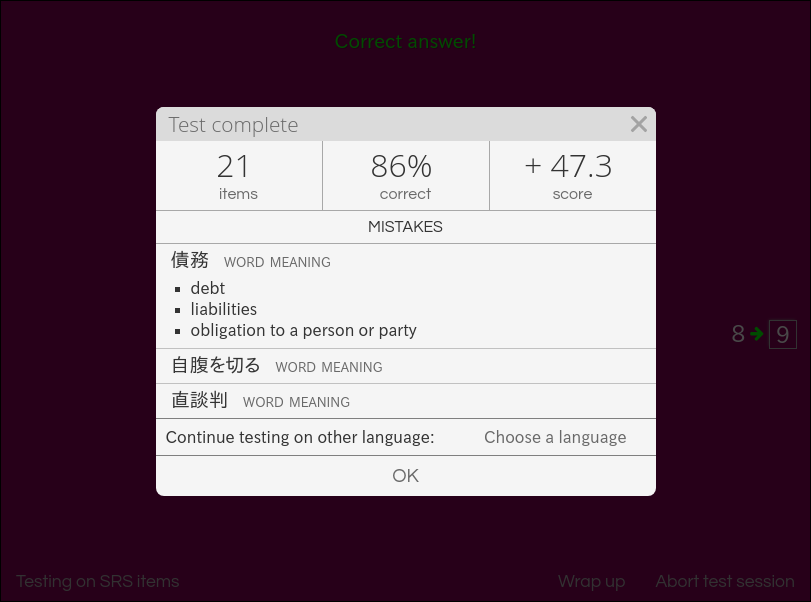 Correct answer!
Test complete
21
items
86%
correct
+ 47.3
score
MISTAKES
債務 WORD MEANING
debt
liabilities
obligation to a person or party
自腹を切る WORD MEANING
直談判 WORD MEANING
Continue testing on other language: Choose a language
OK
8 9
Testing on SRS items Wrap up Abort test session